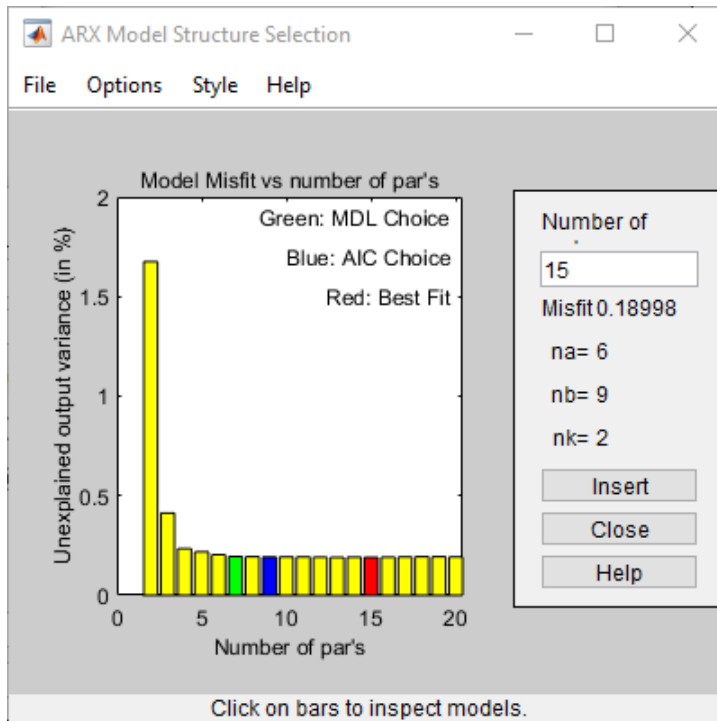 ARX Model Structure Selection
File Options Style Help
Model Misfit vs number of par's
Unexplained output variance (in %)
2
1.5
1
0.5
0
Green: MDL Choice
Blue: AIC Choice
Red: Best Fit
0 5 10 15 20
Number of par's
Number of
15
Misfit 0.18998
na= 6
nb= 9
nk= 2
Insert
Close
Help
Click on bars to inspect models.